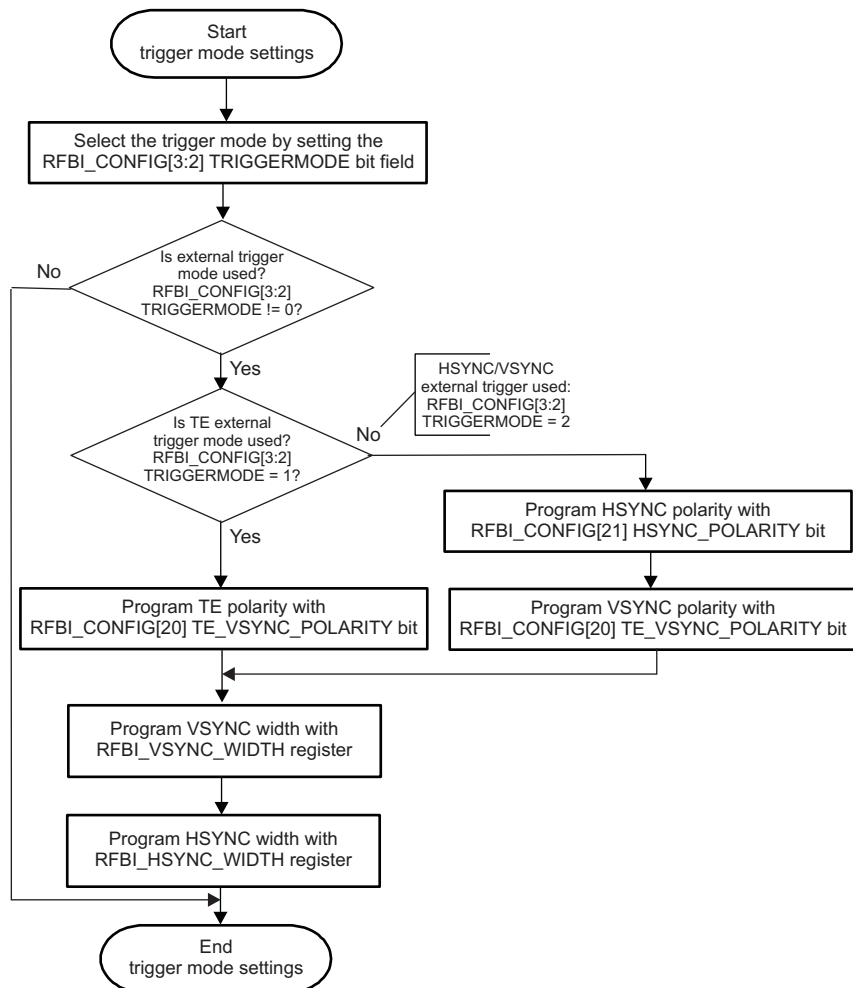 Start
trigger mode settings
Select the trigger mode by setting the
RFBI_CONFIG[3:2] TRIGGERMODE bit field
Is external trigger
mode used?
RFBI_CONFIG[3:2]
TRIGGERMODE != 0?
No
Yes
HSYNC/VSYNC
external trigger used:
RFBI_CONFIG[3:2]
TRIGGERMODE = 2
Is TE external
trigger mode used?
RFBI_CONFIG[3:2]
TRIGGERMODE = 1?
No
Yes
Program HSYNC polarity with
RFBI_CONFIG[21] HSYNC_POLARITY bit
Program TE polarity with
RFBI_CONFIG[20] TE_VSYNC_POLARITY bit
Program VSYNC polarity with
RFBI_CONFIG[20] TE_VSYNC_POLARITY bit
Program VSYNC width with
RFBI_VSYNC_WIDTH register
Program HSYNC width with
RFBI_HSYNC_WIDTH register
End
trigger mode settings